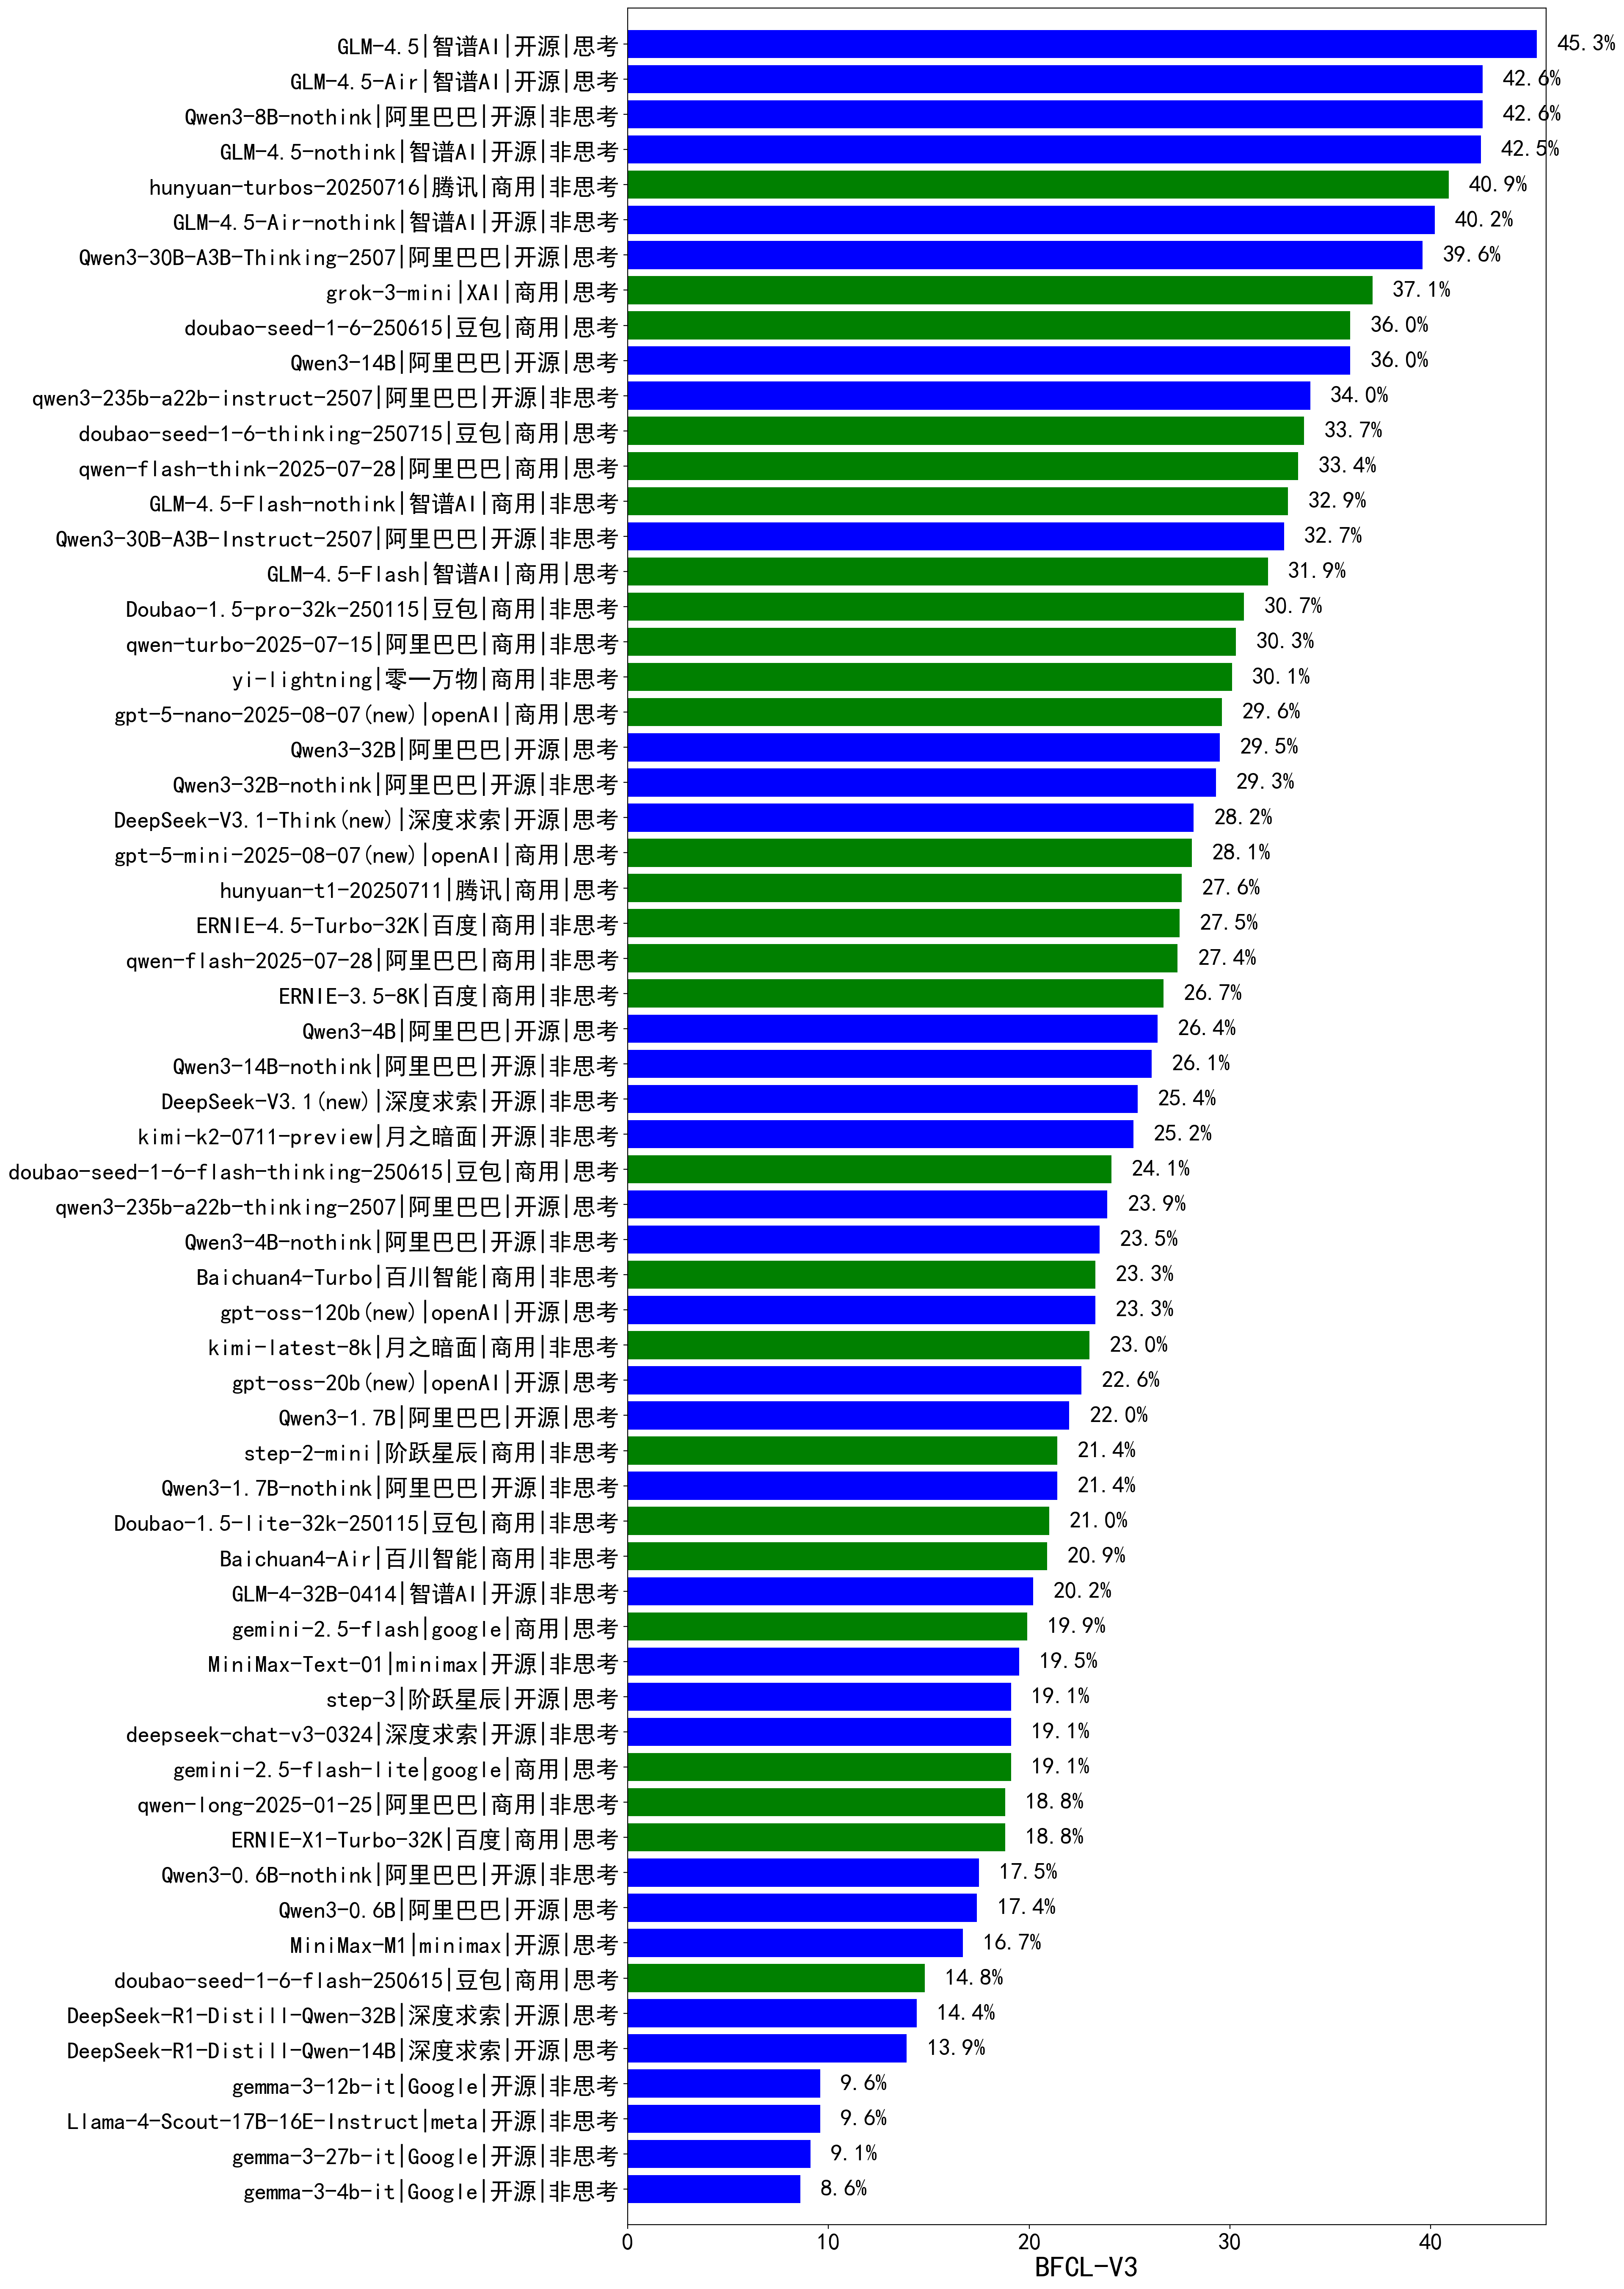 GLM-4.5|智谱AI|开源|思考 45.3%
GLM-4.5-Air|智谱AI|开源|思考 42.6%
Qwen3-8B-nothink|阿里巴巴|开源|非思考 42.6%
GLM-4.5-nothink|智谱AI|开源|非思考 42.5%
hunyuan-turbos-20250716|腾讯|商用|非思考 40.9%
GLM-4.5-Air-nothink|智谱AI|开源|非思考 40.2%
Qwen3-30B-A3B-Thinking-2507|阿里巴巴|开源|思考 39.6%
grok-3-mini|XAI|商用|思考 37.1%
doubao-seed-1-6-250615|豆包|商用|思考 36.0%
Qwen3-14B|阿里巴巴|开源|思考 36.0%
qwen3-235b-a22b-instruct-2507|阿里巴巴|开源|非思考 34.0%
doubao-seed-1-6-thinking-250715|豆包|商用|思考 33.7%
qwen-flash-think-2025-07-28|阿里巴巴|商用|思考 33.4%
GLM-4.5-Flash-nothink|智谱AI|商用|非思考 32.9%
Qwen3-30B-A3B-Instruct-2507|阿里巴巴|开源|非思考 32.7%
GLM-4.5-Flash|智谱AI|商用|思考 31.9%
Doubao-1.5-pro-32k-250115|豆包|商用|非思考 30.7%
qwen-turbo-2025-07-15|阿里巴巴|商用|非思考 30.3%
yi-lightning|零一万物|商用|非思考 30.1%
gpt-5-nano-2025-08-07(new)|openAI|商用|思考 29.6%
Qwen3-32B|阿里巴巴|开源|思考 29.5%
Qwen3-32B-nothink|阿里巴巴|开源|非思考 29.3%
DeepSeek-V3.1-Think(new)|深度求索|开源|思考 28.2%
gpt-5-mini-2025-08-07(new)|openAI|商用|思考 28.1%
hunyuan-t1-20250711|腾讯|商用|思考 27.6%
ERNIE-4.5-Turbo-32K|百度|商用|非思考 27.5%
qwen-flash-2025-07-28|阿里巴巴|商用|非思考 27.4%
ERNIE-3.5-8K|百度|商用|非思考 26.7%
Qwen3-4B|阿里巴巴|开源|思考 26.4%
Qwen3-14B-nothink|阿里巴巴|开源|非思考 26.1%
DeepSeek-V3.1(new)|深度求索|开源|非思考 25.4%
kimi-k2-0711-preview|月之暗面|开源|非思考 25.2%
doubao-seed-1-6-flash-thinking-250615|豆包|商用|思考 24.1%
qwen3-235b-a22b-thinking-2507|阿里巴巴|开源|思考 23.9%
Qwen3-4B-nothink|阿里巴巴|开源|非思考 23.5%
Baichuan4-Turbo|百川智能|商用|非思考 23.3%
gpt-oss-120b(new)|openAI|开源|思考 23.3%
kimi-latest-8k|月之暗面|商用|非思考 23.0%
gpt-oss-20b(new)|openAI|开源|思考 22.6%
Qwen3-1.7B|阿里巴巴|开源|思考 22.0%
step-2-mini|阶跃星辰|商用|非思考 21.4%
Qwen3-1.7B-nothink|阿里巴巴|开源|非思考 21.4%
Doubao-1.5-lite-32k-250115|豆包|商用|非思考 21.0%
Baichuan4-Air|百川智能|商用|非思考 20.9%
GLM-4-32B-0414|智谱AI|开源|非思考 20.2%
gemini-2.5-flash|google|商用|思考 19.9%
MiniMax-Text-01|minimax|开源|非思考 19.5%
step-3|阶跃星辰|开源|思考 19.1%
deepseek-chat-v3-0324|深度求索|开源|非思考 19.1%
gemini-2.5-flash-lite|google|商用|思考 19.1%
qwen-long-2025-01-25|阿里巴巴|商用|非思考 18.8%
ERNIE-X1-Turbo-32K|百度|商用|思考 18.8%
Qwen3-0.6B-nothink|阿里巴巴|开源|非思考 17.5%
Qwen3-0.6B|阿里巴巴|开源|思考 17.4%
MiniMax-M1|minimax|开源|思考 16.7%
doubao-seed-1-6-flash-250615|豆包|商用|思考 14.8%
DeepSeek-R1-Distill-Qwen-32B|深度求索|开源|思考 14.4%
DeepSeek-R1-Distill-Qwen-14B|深度求索|开源|思考 13.9%
gemma-3-12b-it|Google|开源|非思考 9.6%
Llama-4-Scout-17B-16E-Instruct|meta|开源|非思考 9.6%
gemma-3-27b-it|Google|开源|非思考 9.1%
gemma-3-4b-it|Google|开源|非思考 8.6%
0 10 20 30 40
BFCL-V3